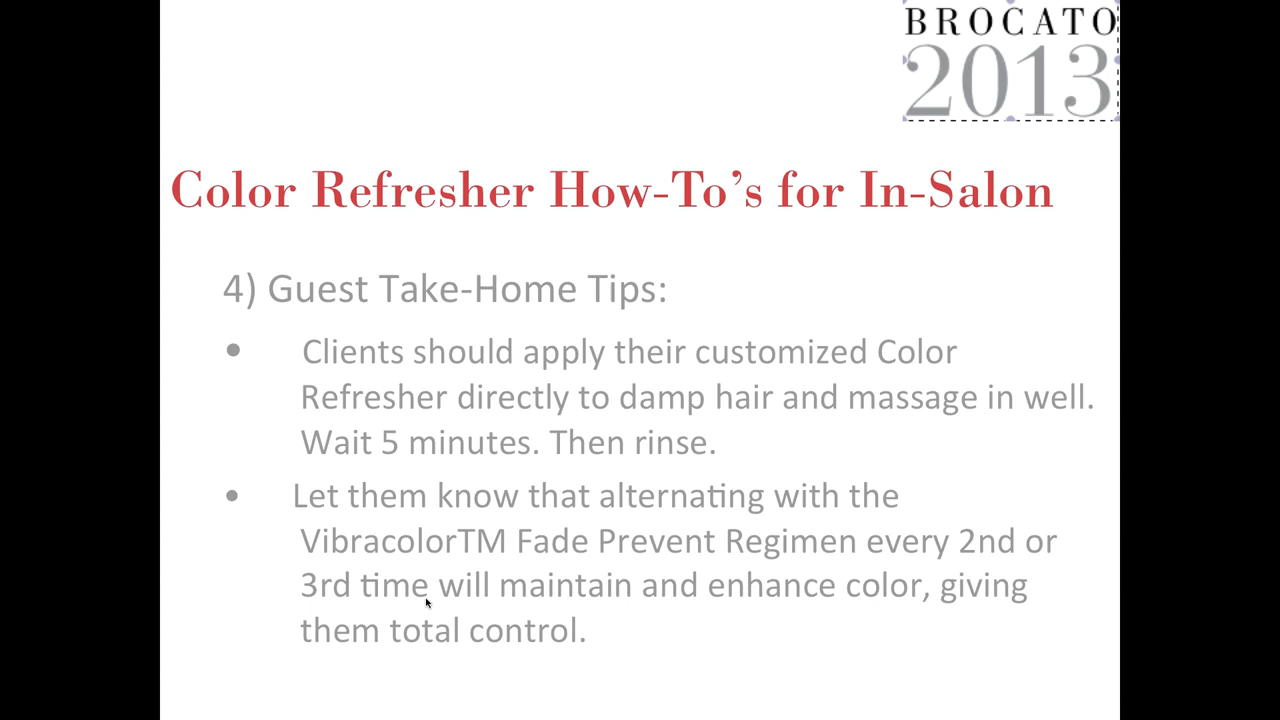 BROCATO
2013
Color Refresher How-To’s for In-Salon
4) Guest Take-Home Tips:
• Clients should apply their customized Color
Refresher directly to damp hair and massage in well.
Wait 5 minutes. Then rinse.
• Let them know that alternating with the
VibracolorTM Fade Prevent Regimen every 2nd or
3rd time will maintain and enhance color, giving
them total control.